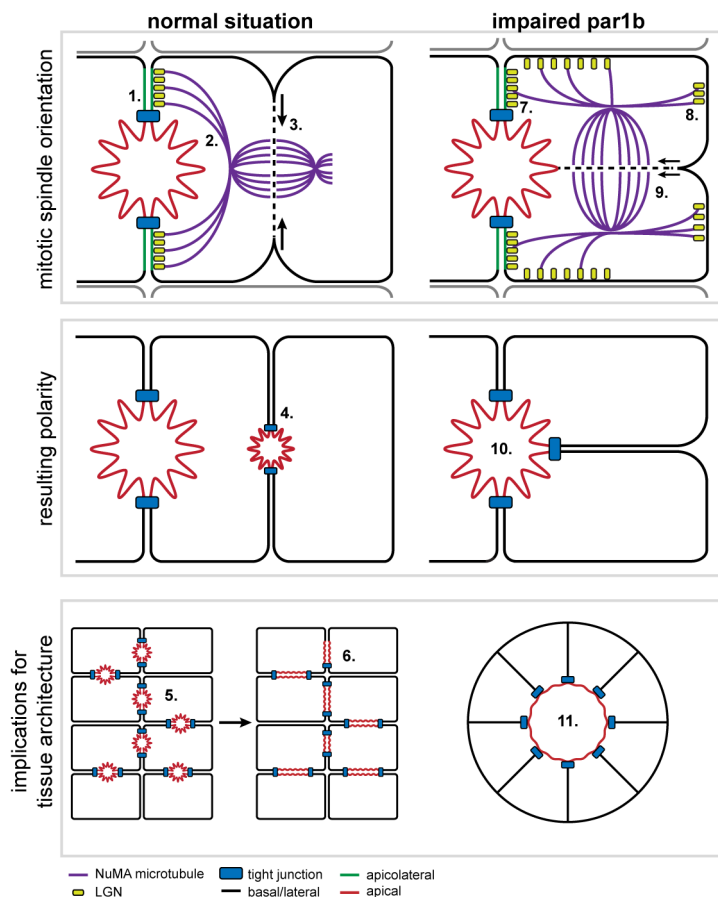 normal situation
impaired par1b
mitotic spindle orientation
1.
2.
3.
7.
8.
9.
resulting polarity
4.
10.
implications for
tissue architecture
5.
6.
11.
NuMA microtubule
tight junction
apicolateral
LGN
basal/lateral
apical